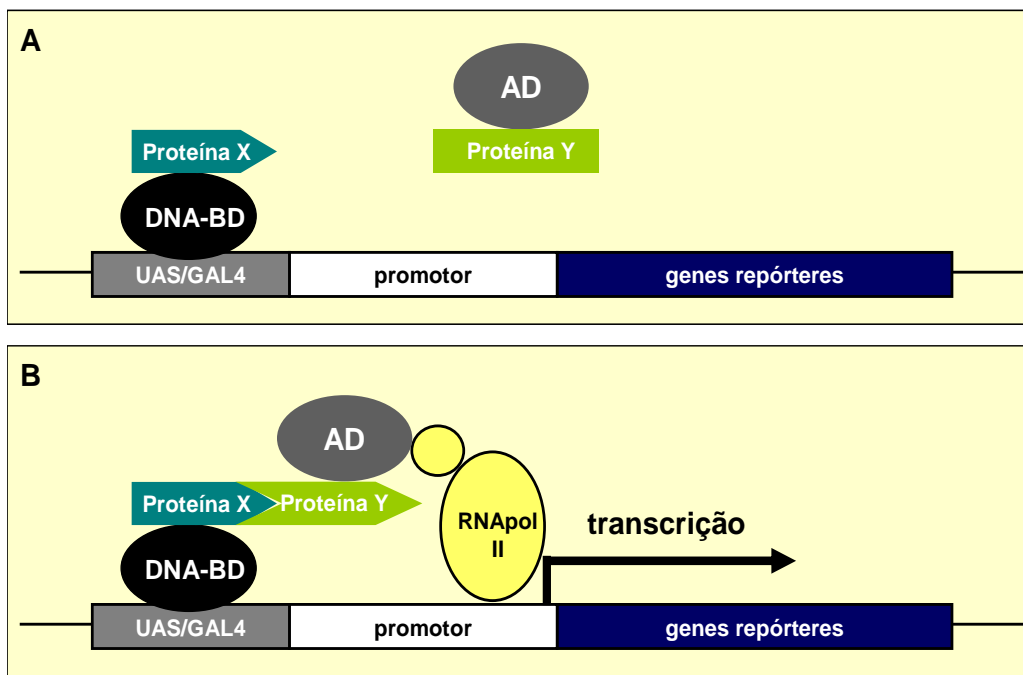 A
AD
Proteína X
Proteína Y
DNA-BD
UAS/GAL4
promotor
genes repórteres
B
AD
Proteína X
Proteína Y
RNApol
II
transcrição
DNA-BD
UAS/GAL4
promotor
genes repórteres